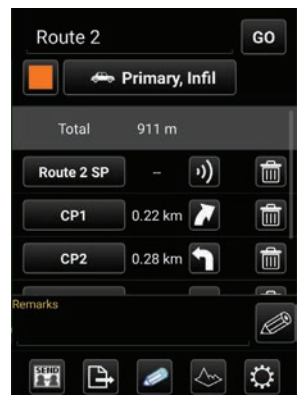 Route 2 GO
Primary, Infil
Total 911 m
Route 2 SP --
CP1 0.22 km
CP2 0.28 km
Remarks
SEND